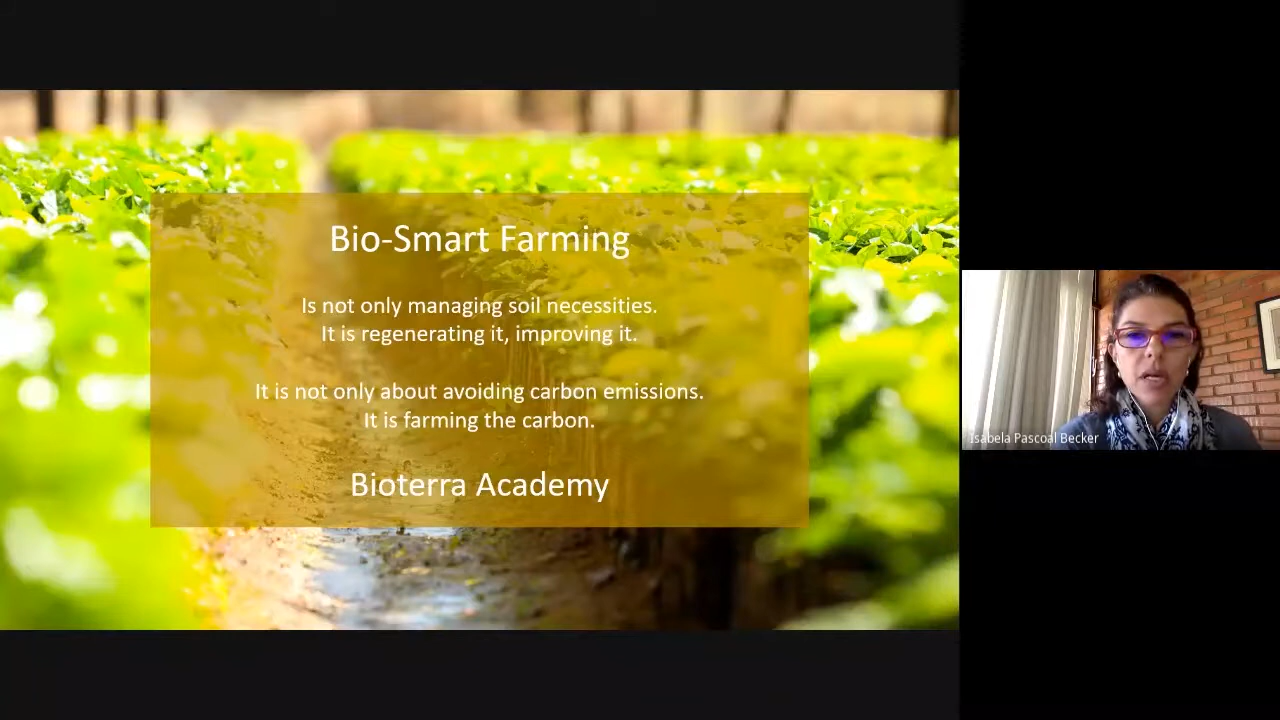 Bio-Smart Farming
Is not only managing soil necessities.
It is regenerating it, improving it.
It is not only about avoiding carbon emissions.
It is farming the carbon.
Bioterra Academy
Isabela Pascoal Becker